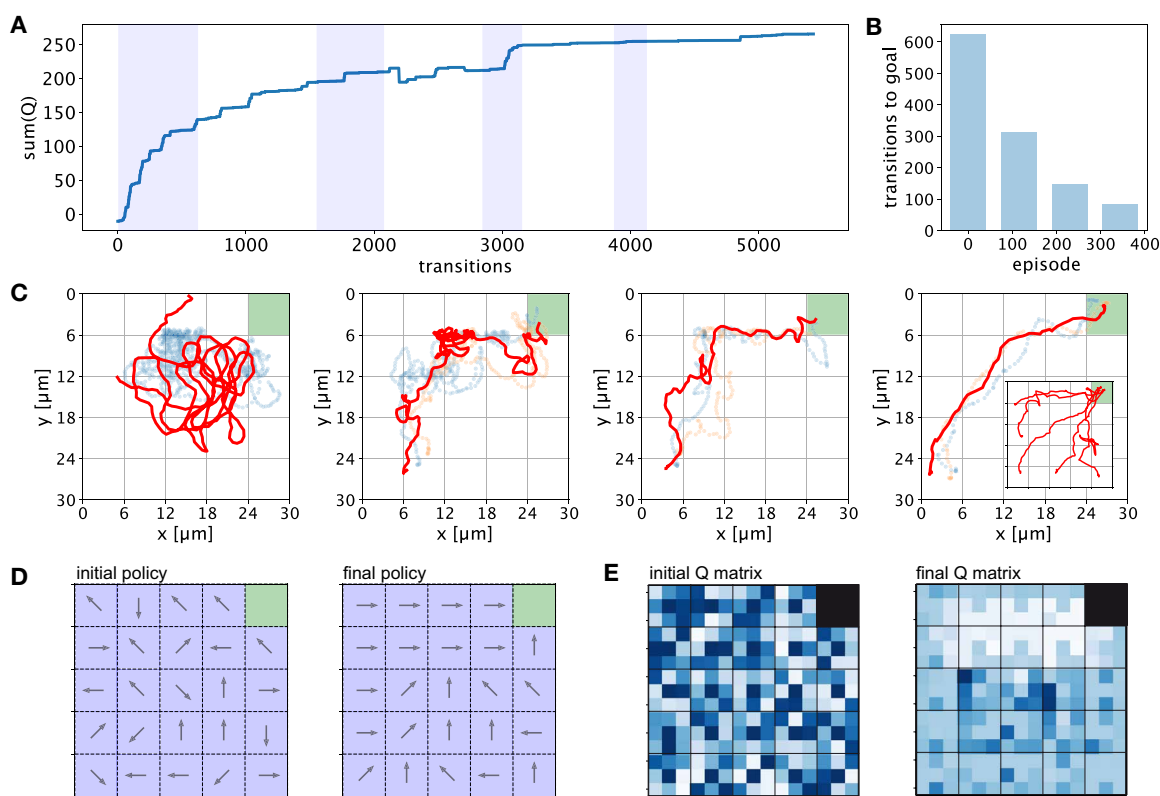 A
250
200
150
100
50
0
sum(Q)
0 1000 2000 3000 4000 5000
transitions
B
600
500
400
300
200
100
0
transitions to goal
0 100 200 300 400
episode
C
0
6
12
18
24
30
y [µm]
0 6 12 18 24 30
x [µm]
0
6
12
18
24
30
y [µm]
0 6 12 18 24 30
x [µm]
0
6
12
18
24
30
y [µm]
0 6 12 18 24 30
x [µm]
0
6
12
18
24
30
y [µm]
0 6 12 18 24 30
x [µm]
D
initial policy
final policy
E
initial Q matrix
final Q matrix